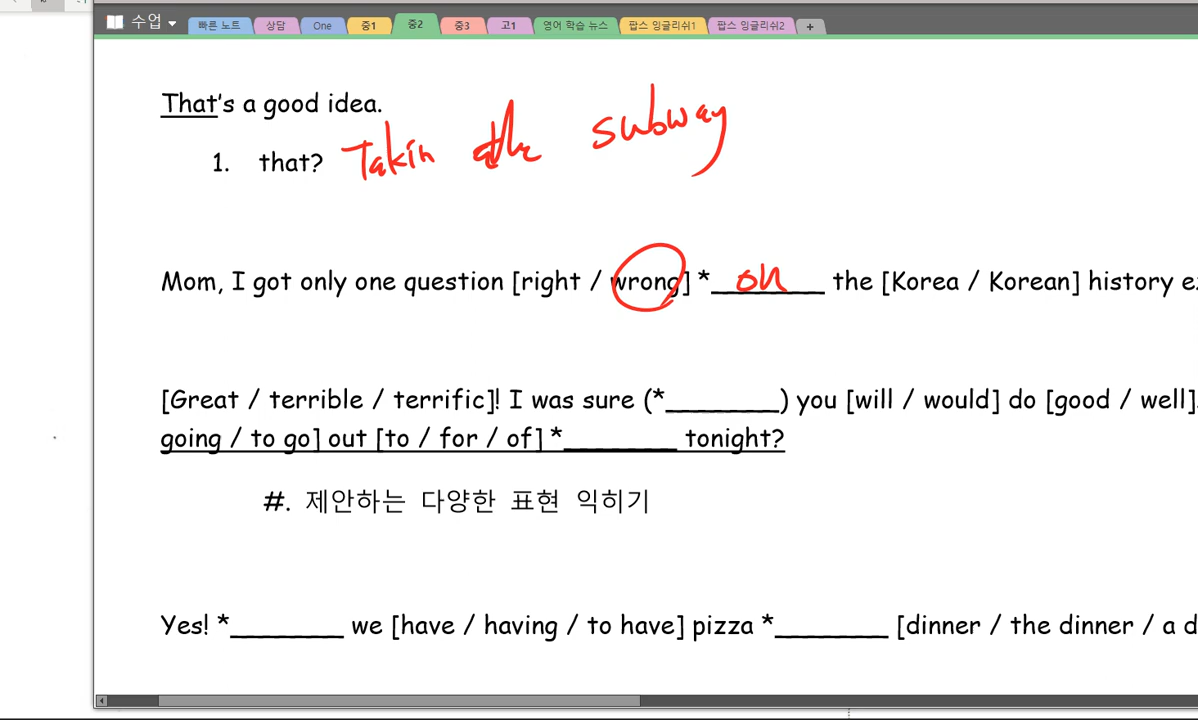 수업 빠른 노트 상담 One 중1 중2 중3 고1 영어 학습 뉴스 팝스 잉글리쉬1 팝스 잉글리쉬2 +
That's a good idea.
1. that? Takin the subway
Mom, I got only one question [right / wrong] * on the [Korea / Korean] history
[Great / terrible / terrific]! I was sure (*_______) you [will / would] do [good / well].
going / to go] out [to / for / of] *_______ tonight?
#. 제안하는 다양한 표현 익히기
Yes! *_______ we [have / having / to have] pizza *_______ [dinner / the dinner / a d